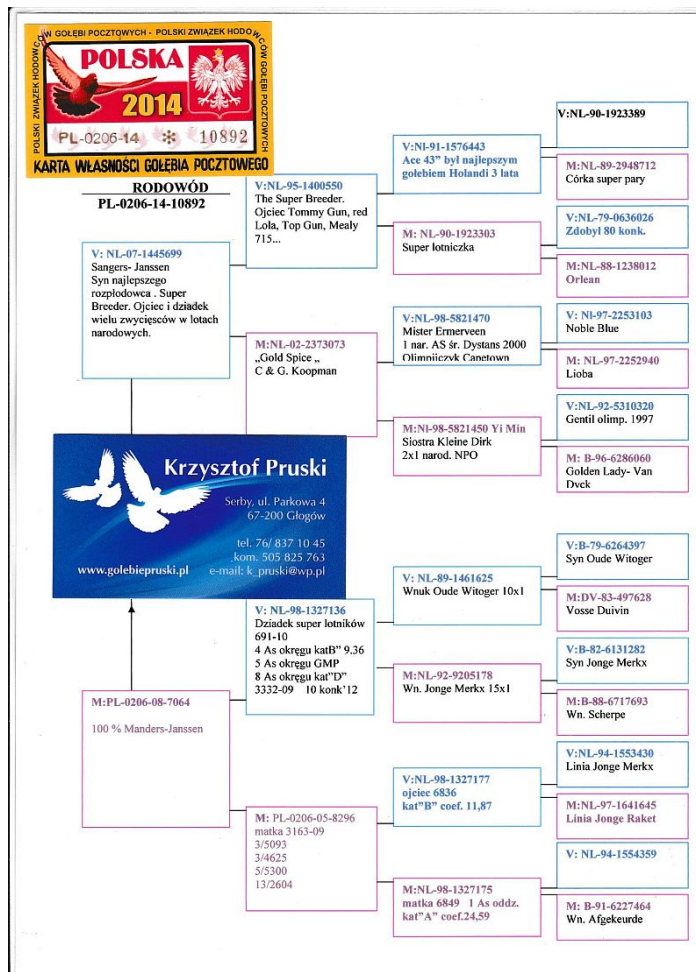 POLSKI ZWIĄZEK HODOWCÓW GOŁĘBI POCZTOWYCH - POLSKI ZWIĄZEK HODOWCÓW GOŁĘBI POCZTOWYCH
POLSKA
2014
PL-0206-14 * 10892
KARTA WŁASNOŚCI GOŁĘBIA POCZTOWEGO
RODOWÓD
PL-0206-14-10892
V: NL-07-1445699
Sangers- Janssen
Syn najlepszego
rozpłodowca . Super
Breeder. Ojciec i dziadek
wielu zwycięsców w lotach
narodowych.
V:NL-95-1400550
The Super Breeder.
Ojciec Tommy Gun, red
Lola, Top Gun, Mealy
715...
M:NL-02-2373073
„Gold Spice „
C & G. Koopman
V:Nl-91-1576443
Ace 43" był najlepszym
gołebiem Holandi 3 lata
M: NL-90-1923303
Super lotniczka
V:NL-98-5821470
Mister Ermerveen
1 nar. AS śr. Dystans 2000
Olimpijczyk Capetown
M:Nl-98-5821450 Yi Min
Siostra Kleine Dirk
2x1 narod. NPO
V:NL-90-1923389
M:NL-89-2948712
Córka super pary
V:NL-79-0636026
Zdobył 80 konk.
M:NL-88-1238012
Orlean
V: Nl-97-2253103
Noble Blue
M: NL-97-2252940
Lioba
V:NL-92-5310320
Gentil olimp. 1997
M: B-96-6286060
Golden Lady- Van
Dyck
Krzysztof Pruski
Serby, ul. Parkowa 4
67-200 Głogów
tel. 76/ 837 10 45
kom. 505 825 763
www.golebiepruski.pl e-mail: k_pruski@wp.pl
M:PL-0206-08-7064
100 % Manders-Janssen
V: NL-98-1327136
Dziadek super lotników
691-10
4 As okręgu katB" 9.36
5 As okręgu GMP
8 As okręgu kat"D"
3332-09 10 konk'12
M: PL-0206-05-8296
matka 3163-09
3/5093
3/4625
5/5300
13/2604
V: NL-89-1461625
Wnuk Oude Witoger 10x1
M:NL-92-9205178
Wn. Jonge Merkx 15x1
V:NL-98-1327177
ojciec 6836
kat"B" coef. 11,87
M:NL-98-1327175
matka 6849 1 As oddz.
kat"A" coef.24,59
V:B-79-6264397
Syn Oude Witoger
M:DV-83-497628
Vosse Duivin
V:B-82-6131282
Syn Jonge Merkx
M:B-88-6717693
Wn. Scherpe
V:NL-94-1553430
Linia Jonge Merkx
M:NL-97-1641645
Linia Jonge Raket
V: NL-94-1554359
M: B-91-6227464
Wn. Afgekeurde